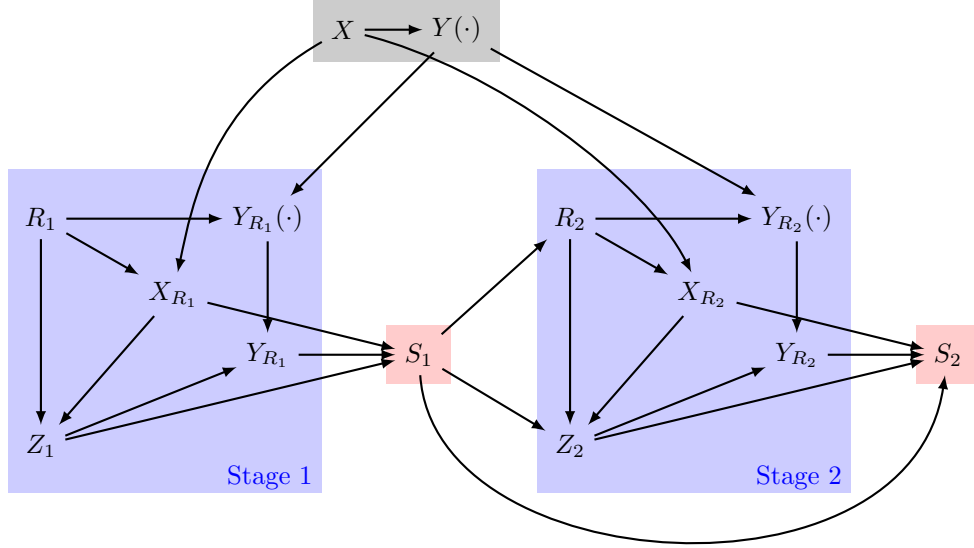 X Y(·)
R₁ Y_{R₁}(·) R₂ Y_{R₂}(·)
X_{R₁} X_{R₂}
Y_{R₁} S₁ Y_{R₂} S₂
Z₁ Z₂
Stage 1 Stage 2